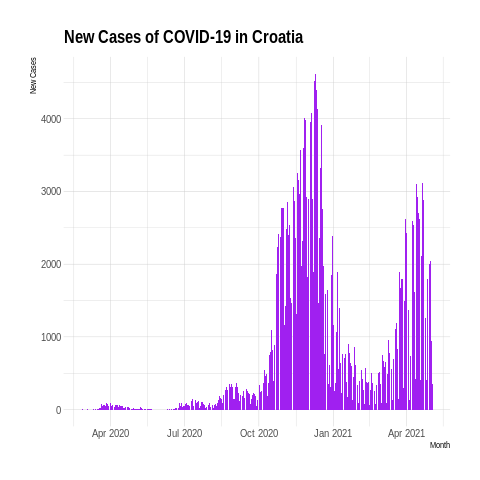 New Cases of COVID-19 in Croatia
New Cases
4000
3000
2000
1000
0
Apr 2020 Jul 2020 Oct 2020 Jan 2021 Apr 2021
Month